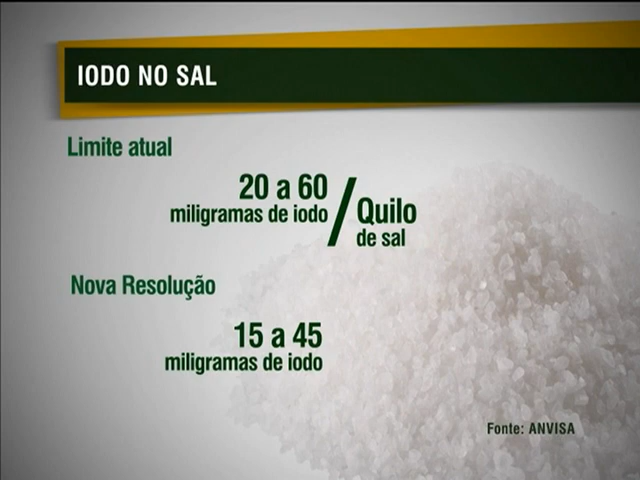 IODO NO SAL
Limite atual
20 a 60
miligramas de iodo
/
Quilo
de sal
Nova Resolução
15 a 45
miligramas de iodo
Fonte: ANVISA